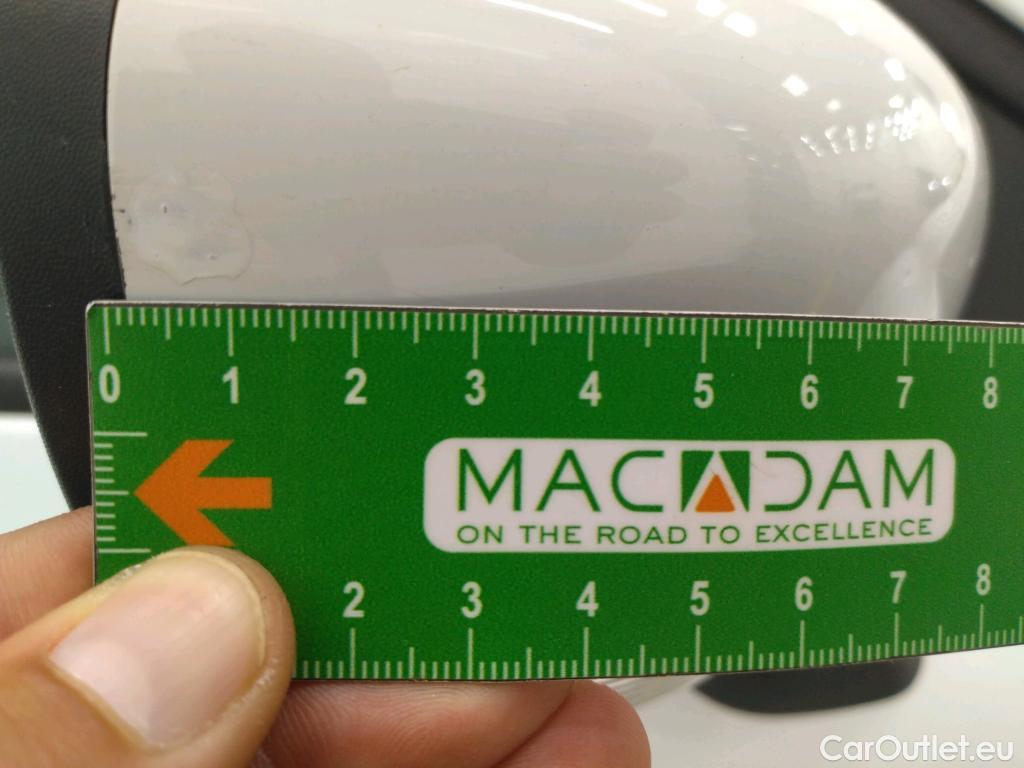 0 1 2 3 4 5 6 7 8
MACADAM
ON THE ROAD TO EXCELLENCE
2 3 4 5 6 7 8
CarOutlet.eu